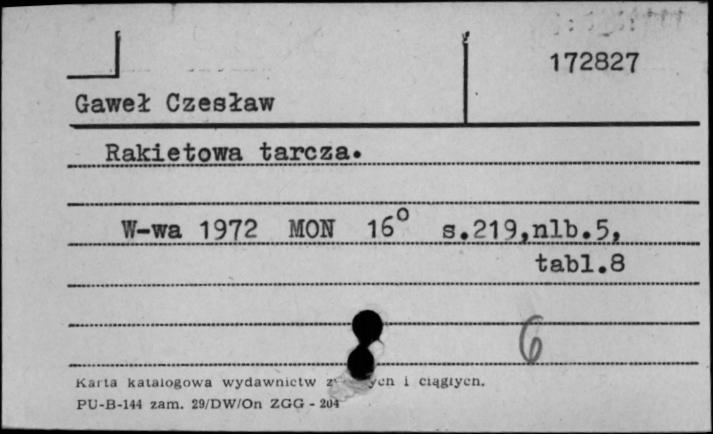 172827
Gaweł Czesław
Rakietowa tarcza.
W-wa 1972 MON 16° s.219,nlb.5,
tabl.8
6
Karta katalogowa wydawnictw i ciągłych.
PU-B-144 zam. 29/DW/On ZGG - 204